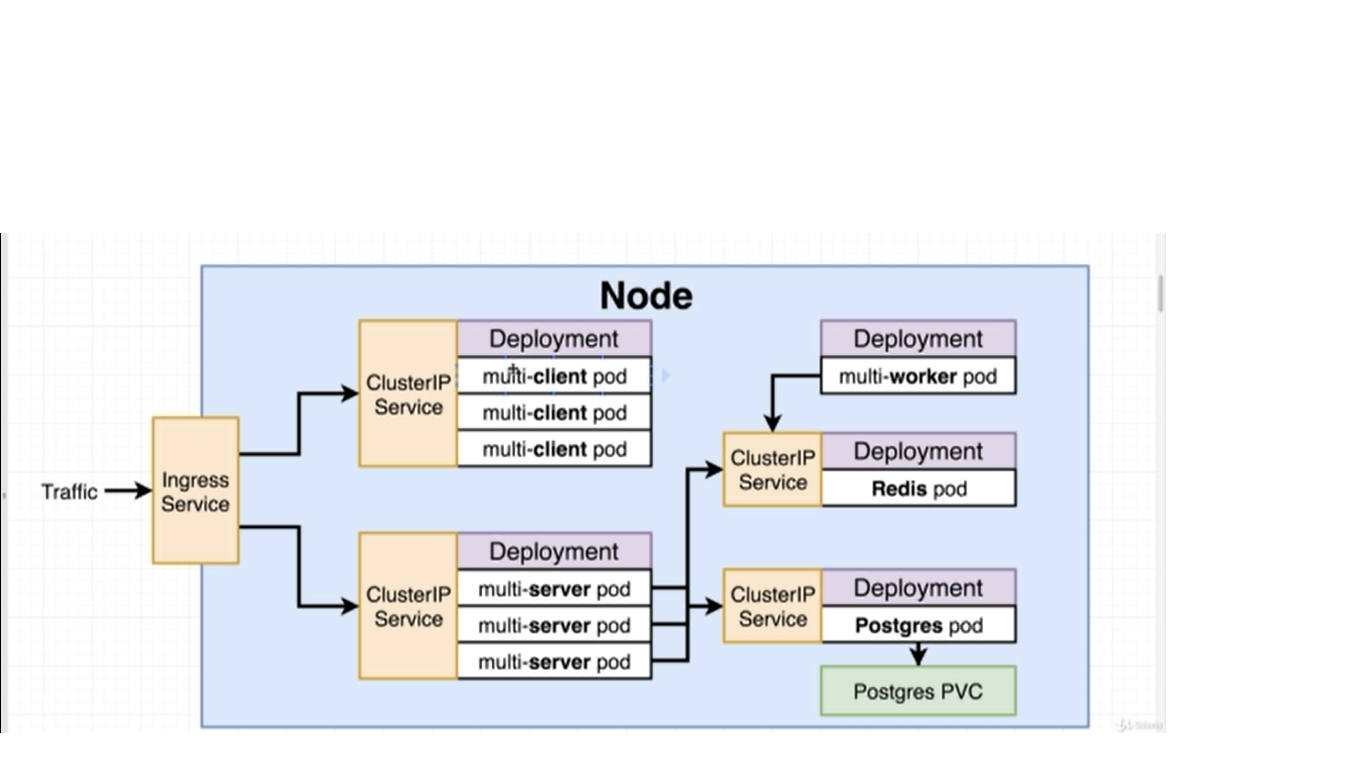 Node
Traffic
Ingress
Service
ClusterIP
Service
Deployment
multi-client pod
multi-client pod
multi-client pod
ClusterIP
Service
Deployment
multi-server pod
multi-server pod
multi-server pod
Deployment
multi-worker pod
ClusterIP
Service
Deployment
Redis pod
ClusterIP
Service
Deployment
Postgres pod
Postgres PVC